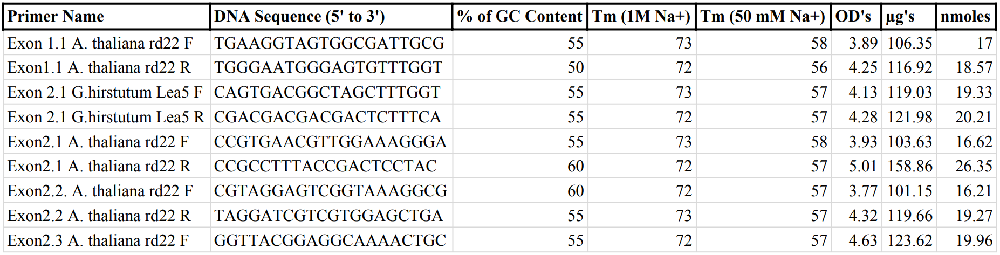 Primer Name DNA Sequence (5' to 3') % of GC Content Tm (1M Na+) Tm (50 mM Na+) OD's µg's nmoles
Exon 1.1 A. thaliana rd22 F TGAAGGTAGTGGCGATTGCG 55 73 58 3.89 106.35 17
Exon1.1 A. thaliana rd22 R TGGGAATGGGAGTGTTTGGT 50 72 56 4.25 116.92 18.57
Exon 2.1 G.hirstutum Lea5 F CAGTGACGGCTAGCTTTGGT 55 73 57 4.13 119.03 19.33
Exon 2.1 G.hirstutum Lea5 R CGACGACGACGACTCTTTCA 55 72 57 4.28 121.98 20.21
Exon2.1 A. thaliana rd22 F CCGTGAACGTTGGAAAGGGA 55 73 58 3.93 103.63 16.62
Exon2.1 A. thaliana rd22 R CCGCCTTTACCGACTCCTAC 60 72 57 5.01 158.86 26.35
Exon2.2. A. thaliana rd22 F CGTAGGAGTCGGTAAAGGCG 60 72 57 3.77 101.15 16.21
Exon2.2 A. thaliana rd22 R TAGGATCGTCGTGGAGCTGA 55 73 57 4.32 119.66 19.27
Exon2.3 A. thaliana rd22 F GGTTACGGAGGCAAAACTGC 55 72 57 4.63 123.62 19.96